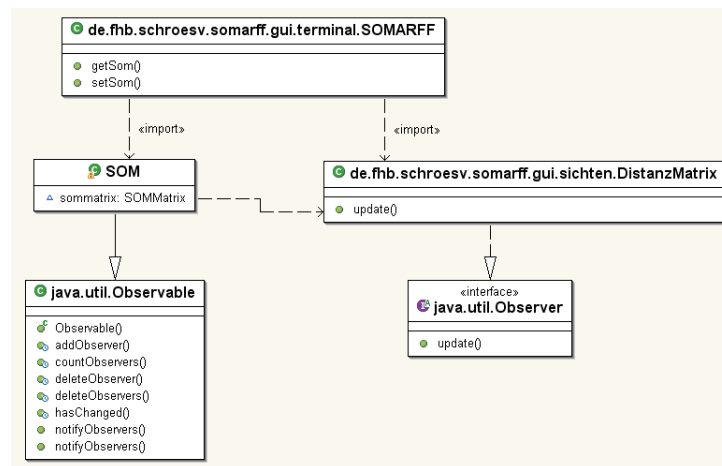 de.fhb.schroesv.somarff.gui.terminal.SOMARFF
getSom()
setSom()
«import»
«import»
SOM
sommatrix: SOMMatrix
de.fhb.schroesv.somarff.gui.sichten.DistanzMatrix
update()
java.util.Observable
Observable()
addObserver()
countObservers()
deleteObserver()
deleteObservers()
hasChanged()
notifyObservers()
notifyObservers()
«interface»
java.util.Observer
update()